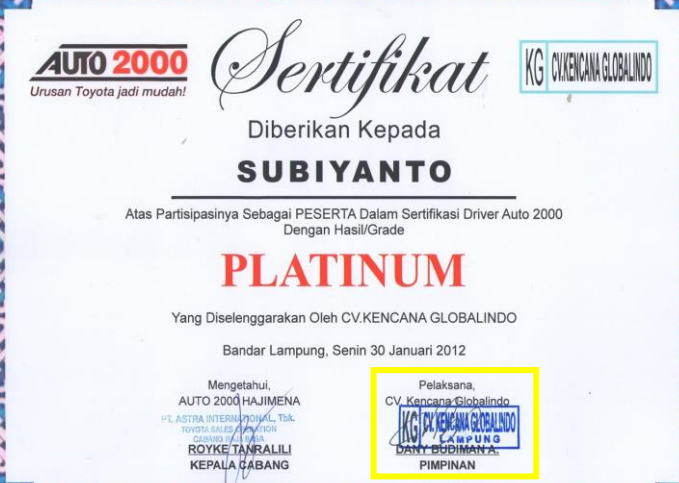 AUTO 2000
Urusan Toyota jadi mudah!
Sertifikat
KG CV.KENCANA GLOBALINDO
Diberikan Kepada
SUBIYANTO
Atas Partisipasinya Sebagai PESERTA Dalam Sertifikasi Driver Auto 2000
Dengan Hasil/Grade
PLATINUM
Yang Diselenggarakan Oleh CV.KENCANA GLOBALINDO
Bandar Lampung, Senin 30 Januari 2012
Mengetahui,
AUTO 2000 HAJIMENA
PT. ASTRA INTERNATIONAL, Tbk.
TOYOTA SALES OPERATION
CABANG RAJA BASA
ROYKE TANRALILI
KEPALA CABANG
Pelaksana,
CV. Kencana Globalindo
KG CV. KENCANA GLOBALINDO
LAMPUNG
DANY BUDIMAN A.
PIMPINAN